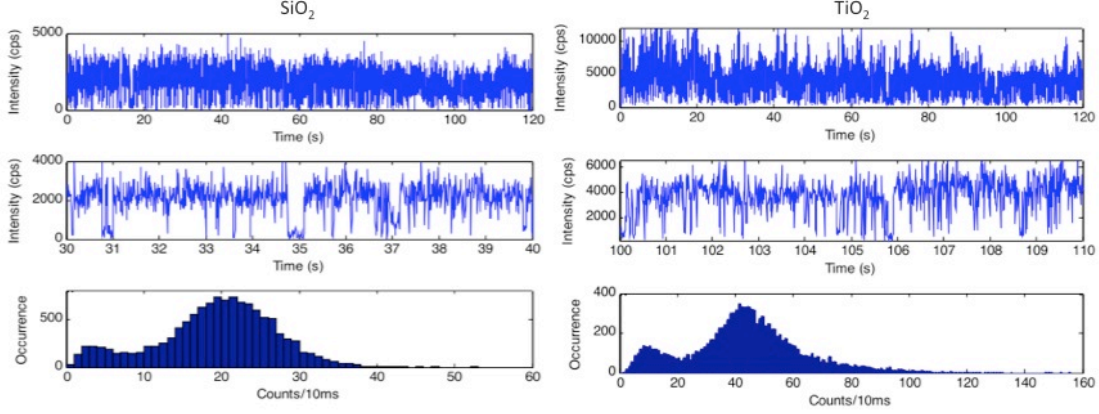 SiO2
TiO2
Intensity (cps)
5000
0
0 20 40 60 80 100 120
Time (s)
Intensity (cps)
10000
5000
0
0 20 40 60 80 100 120
Time (s)
Intensity (cps)
4000
2000
0
30 31 32 33 34 35 36 37 38 39 40
Time (s)
Intensity (cps)
6000
4000
2000
100 101 102 103 104 105 106 107 108 109 110
Time (s)
Occurrence
500
0
0 10 20 30 40 50 60
Counts/10ms
Occurrence
400
200
0
0 20 40 60 80 100 120 140 160
Counts/10ms